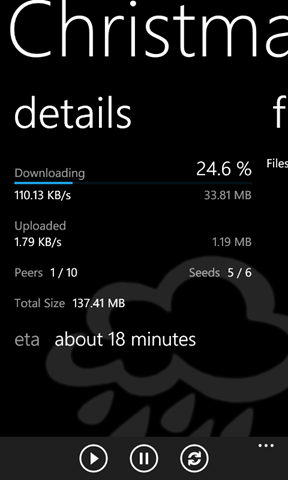 Christma
details
f
Downloading 24.6 %
Files
110.13 KB/s 33.81 MB
Uploaded
1.79 KB/s 1.19 MB
Peers 1 / 10 Seeds 5 / 6
Total Size 137.41 MB
eta about 18 minutes